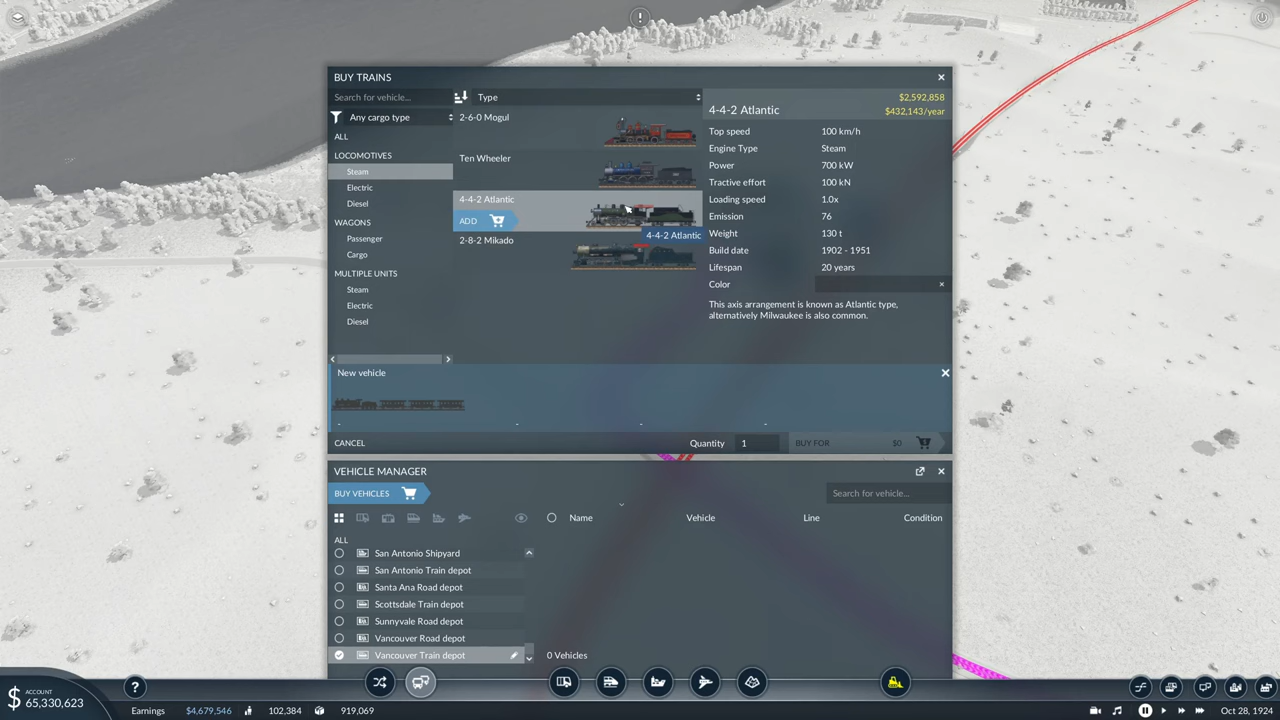 BUY TRAINS
Search for vehicle...
Type
Any cargo type
ALL
LOCOMOTIVES
Steam
Electric
Diesel
WAGONS
Passenger
Cargo
MULTIPLE UNITS
Steam
Electric
Diesel
2-6-0 Mogul
Ten Wheeler
4-4-2 Atlantic
ADD
4-4-2 Atlantic
2-8-2 Mikado
$2,592,858
4-4-2 Atlantic
$432,143/year
Top speed 100 km/h
Engine Type Steam
Power 700 kW
Tractive effort 100 kN
Loading speed 1.0x
Emission 76
Weight 130 t
Build date 1902 - 1951
Lifespan 20 years
Color
This axis arrangement is known as Atlantic type,
alternatively Milwaukee is also common.
New vehicle
- - - -
CANCEL
Quantity 1
BUY FOR $0
VEHICLE MANAGER
BUY VEHICLES
Search for vehicle...
Name Vehicle Line Condition
ALL
San Antonio Shipyard
San Antonio Train depot
Santa Ana Road depot
Scottsdale Train depot
Sunnyvale Road depot
Vancouver Road depot
Vancouver Train depot
0 Vehicles
ACCOUNT
$ 65,330,623
?
Earnings $4,679,546 102,384 919,069
Oct 28, 1924